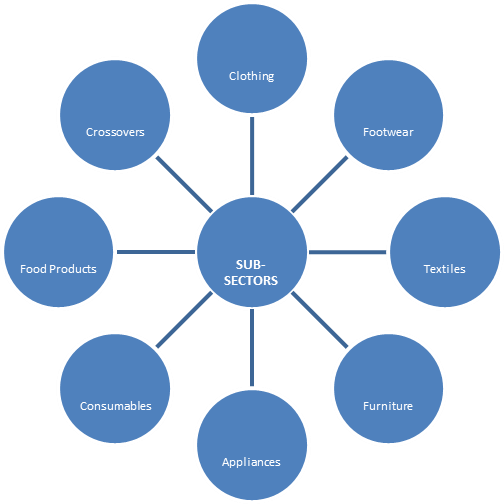 Clothing
Crossovers
Footwear
Food Products
SUB-
SECTORS
Textiles
Consumables
Furniture
Appliances